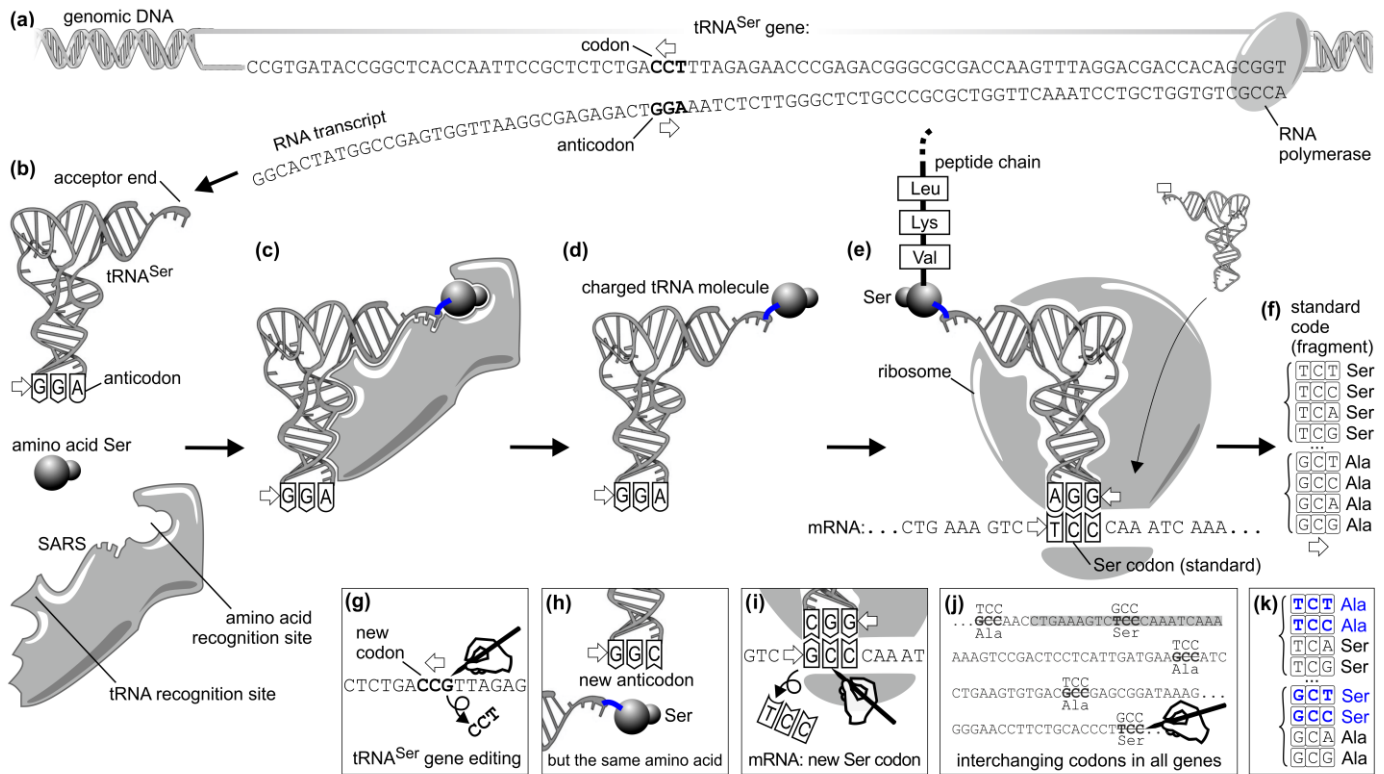 (a)
genomic DNA
tRNASer gene:
codon
CCGTGATACCGGCTCACCAATTCCGCTCTCTGACCTTTAGAGAACCCGAGACGGGCGCGACCAAGTTTAGGACGACCACAGCGGT
GGCACTATGGCCGAGTGGTTAAGGCGAGAGACTGGAAATCTCTTGGGCTCTGCCCGCGCTGGTTCAAATCCTGCTGGTGTCGCCA
RNA transcript
anticodon
RNA
polymerase
(b)
acceptor end
tRNASer
GGA
anticodon
amino acid Ser
SARS
amino acid
recognition site
tRNA recognition site
(c)
GGA
(d)
charged tRNA molecule
GGA
(e)
peptide chain
Leu
Lys
Val
Ser
ribosome
AGG
mRNA:... CTG AAA GTC TCC CAA ATC AAA...
Ser codon (standard)
(f)
standard
code
(fragment)
TCT Ser
TCC Ser
TCA Ser
TCG Ser
...
GCT Ala
GCC Ala
GCA Ala
GCG Ala
(g)
new
codon
CTCTGACCGTTAGAG
CCT
tRNASer gene editing
(h)
GGC
new anticodon
Ser
but the same amino acid
(i)
CGG
GTC GCC CAAAT
TCC
mRNA: new Ser codon
(j)
TCC GCC
...GCCAACCTGAAAGTCTCCCAAATCAAA
Ala Ser
TCC
AAAGTCCGACTCCTCATTGATGAAGCCATC
Ala
TCC
CTGAAGTGTGACGCCGAGCGGATAAAG...
Ala
GCC
GGGAACCTTCTGCACCCTTCC...
Ser
interchanging codons in all genes
(k)
TCT Ala
TCC Ala
TCA Ser
TCG Ser
...
GCT Ser
GCC Ser
GCA Ala
GCG Ala